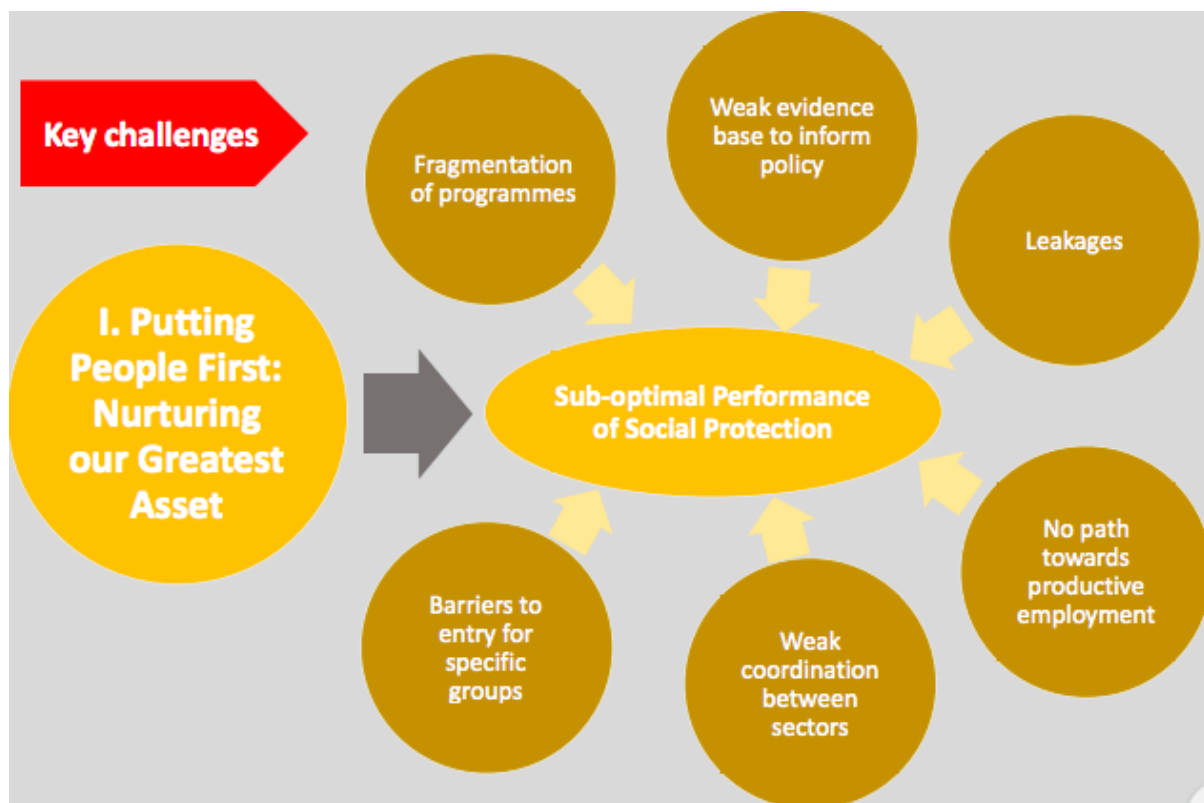 Key challenges
I. Putting
People First:
Nurturing
our Greatest
Asset
Fragmentation
of programmes
Weak evidence
base to inform
policy
Leakages
Sub-optimal Performance
of Social Protection
Barriers to
entry for
specific
groups
Weak
coordination
between
sectors
No path
towards
productive
employment